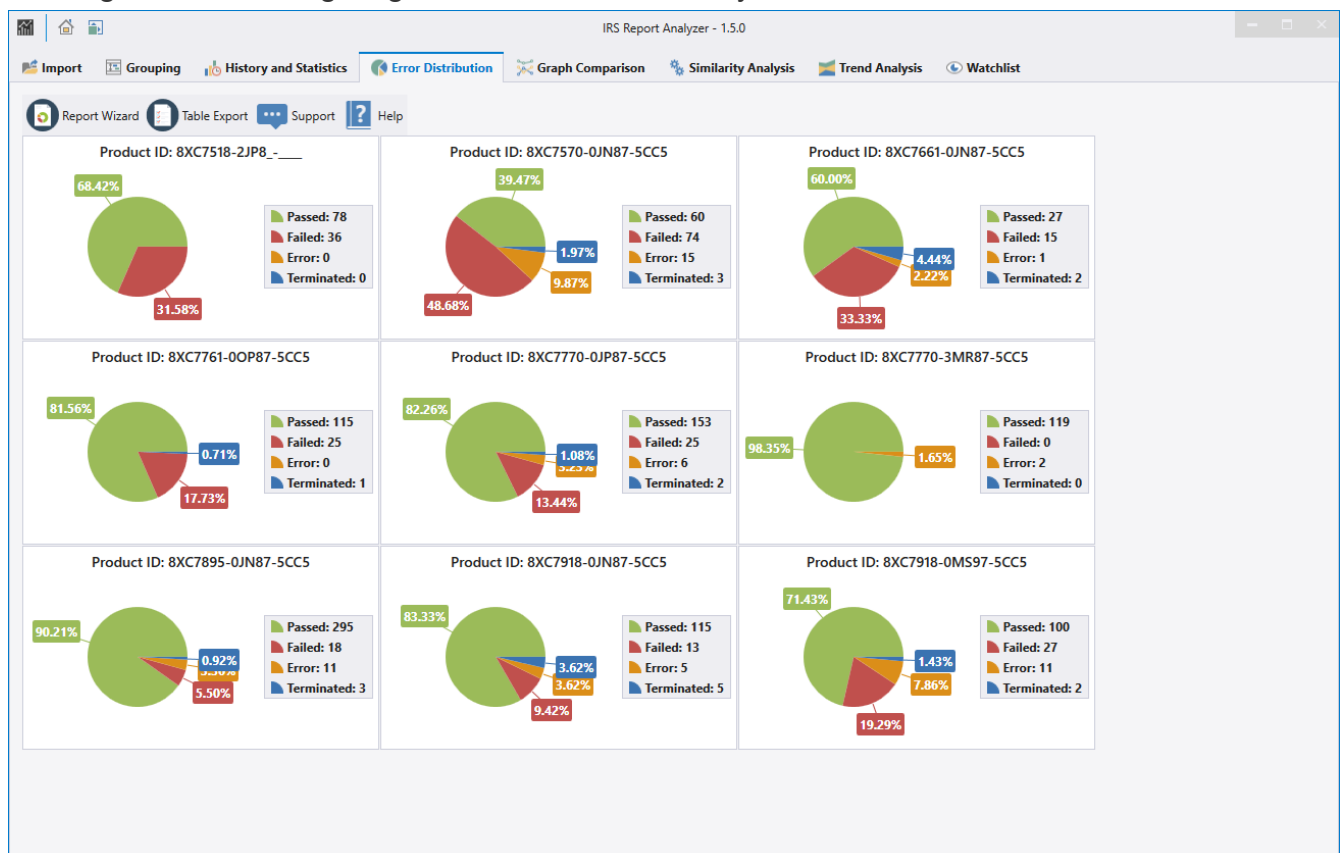 IRS Report Analyzer - 1.5.0
Import Grouping History and Statistics Error Distribution Graph Comparison Similarity Analysis Trend Analysis Watchlist
Report Wizard Table Export Support Help
Product ID: 8XC7518-2JP8_-____
68.42%
31.58%
Passed: 78
Failed: 36
Error: 0
Terminated: 0
Product ID: 8XC7570-0JN87-5CC5
39.47%
1.97%
9.87%
48.68%
Passed: 60
Failed: 74
Error: 15
Terminated: 3
Product ID: 8XC7661-0JN87-5CC5
60.00%
4.44%
2.22%
33.33%
Passed: 27
Failed: 15
Error: 1
Terminated: 2
Product ID: 8XC7761-0OP87-5CC5
81.56%
0.71%
17.73%
Passed: 115
Failed: 25
Error: 0
Terminated: 1
Product ID: 8XC7770-0JP87-5CC5
82.26%
1.08%
3.23%
13.44%
Passed: 153
Failed: 25
Error: 6
Terminated: 2
Product ID: 8XC7770-3MR87-5CC5
98.35%
1.65%
Passed: 119
Failed: 0
Error: 2
Terminated: 0
Product ID: 8XC7895-0JN87-5CC5
90.21%
0.92%
5.50%
Passed: 295
Failed: 18
Error: 11
Terminated: 3
Product ID: 8XC7918-0JN87-5CC5
83.33%
3.62%
3.62%
9.42%
Passed: 115
Failed: 13
Error: 5
Terminated: 5
Product ID: 8XC7918-0MS97-5CC5
71.43%
1.43%
7.86%
19.29%
Passed: 100
Failed: 27
Error: 11
Terminated: 2